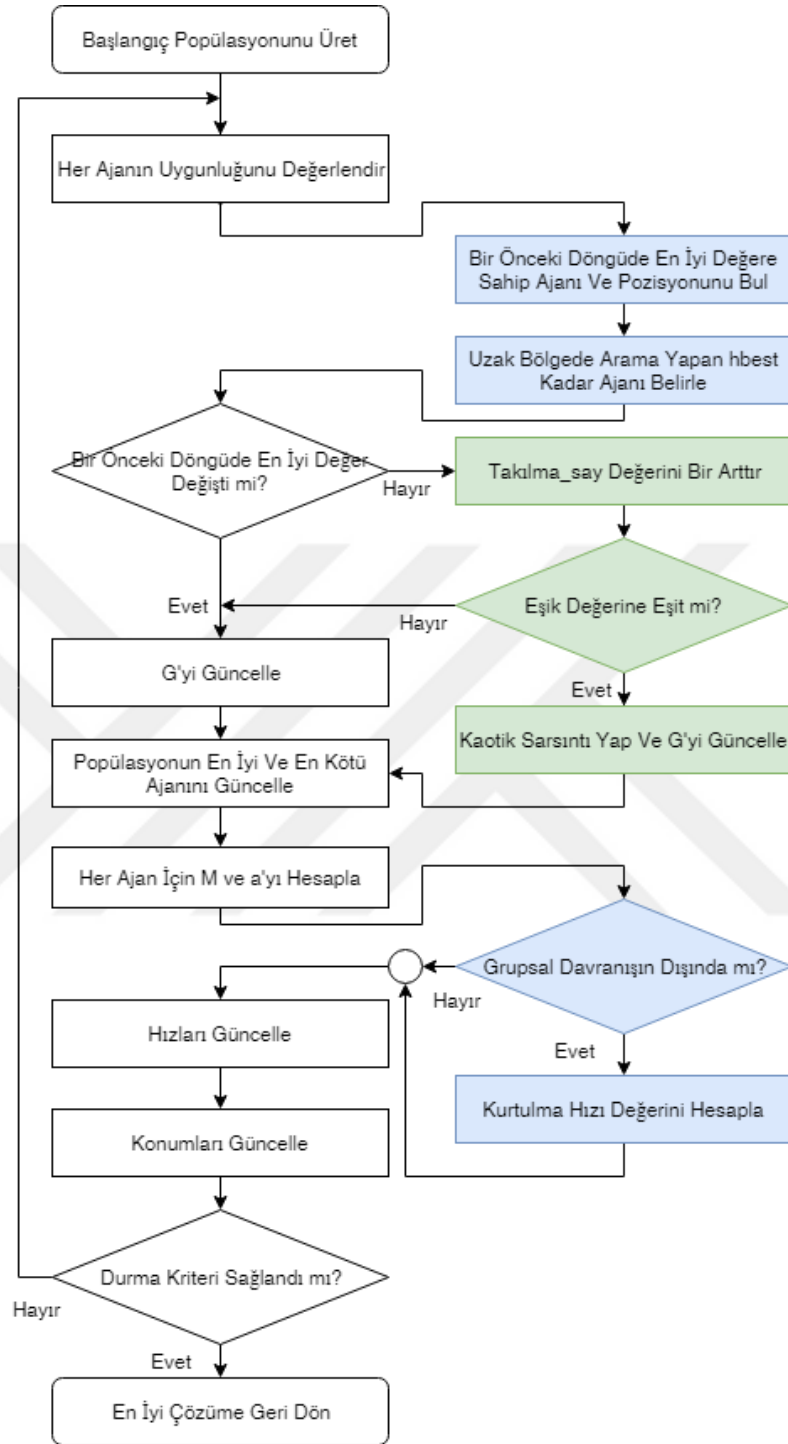 Başlangıç Popülasyonunu Üret
Her Ajanın Uygunluğunu Değerlendir
Bir Önceki Döngüde En İyi Değere
Sahip Ajanı Ve Pozisyonunu Bul
Uzak Bölgede Arama Yapan hbest
Kadar Ajanı Belirle
Bir Önceki Döngüde En İyi Değer
Değişti mi?
Hayır
Takılma_say Değerini Bir Arttır
Eşik Değerine Eşit mi?
Hayır
Evet
Evet
G'yi Güncelle
Kaotik Sarsıntı Yap Ve G'yi Güncelle
Popülasyonun En İyi Ve En Kötü
Ajanını Güncelle
Her Ajan İçin M ve a'yı Hesapla
Grupsal Davranışın Dışında mı?
Hayır
Evet
Kurtulma Hızı Değerini Hesapla
Hızları Güncelle
Konumları Güncelle
Durma Kriteri Sağlandı mı?
Hayır
Evet
En İyi Çözüme Geri Dön